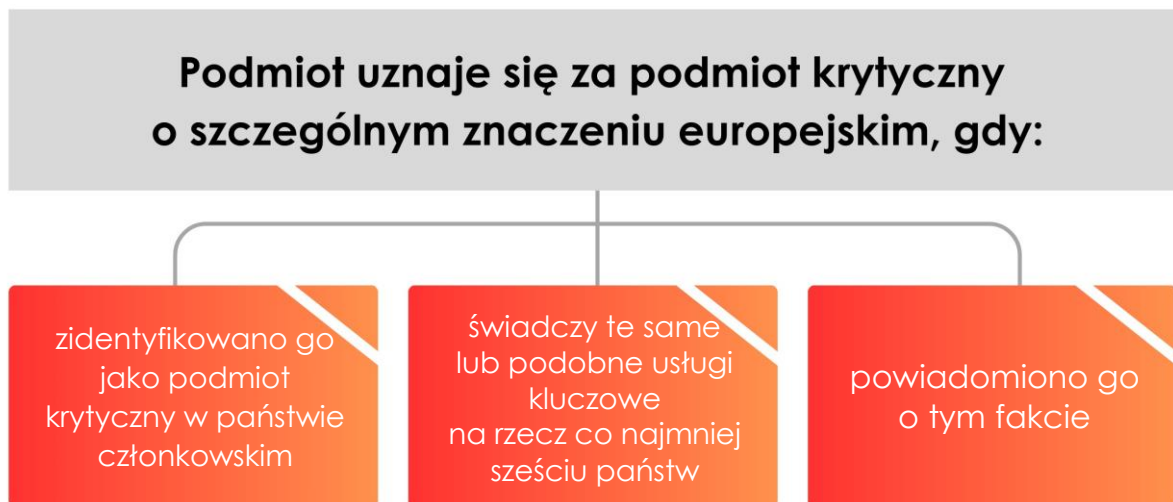 Podmiot uznaje się za podmiot krytyczny
o szczególnym znaczeniu europejskim, gdy:
zidentyfikowano go
jako podmiot
krytyczny w państwie
członkowskim
świadczy te same
lub podobne usługi
kluczowe
na rzecz co najmniej
sześciu państw
powiadomiono go
o tym fakcie